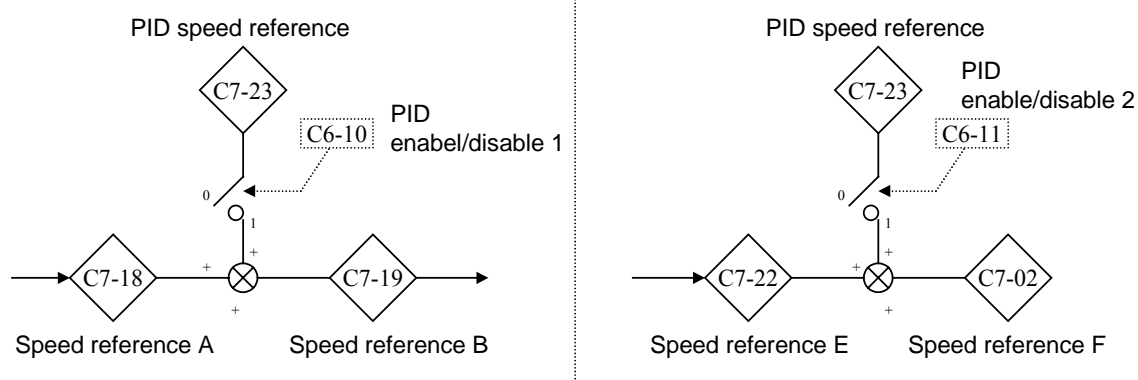 PID speed reference
C7-23
PID
enabel/disable 1
C6-10
0
1
+
+
C7-18
C7-19
+
Speed reference A
Speed reference B
PID speed reference
C7-23
PID
enable/disable 2
C6-11
0
1
+
+
C7-22
C7-02
+
Speed reference E
Speed reference F